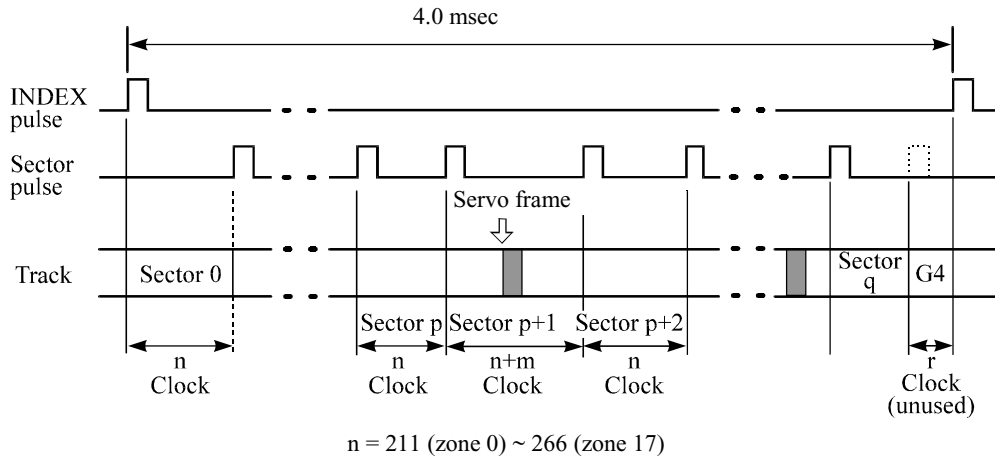 4.0 msec
INDEX
pulse
Sector
pulse
Servo frame
Track
Sector 0
Sector
q
G4
Sector p
Sector p+1
Sector p+2
n
Clock
n
Clock
n+m
Clock
n
Clock
r
Clock
(unused)
n = 211 (zone 0) ~ 266 (zone 17)